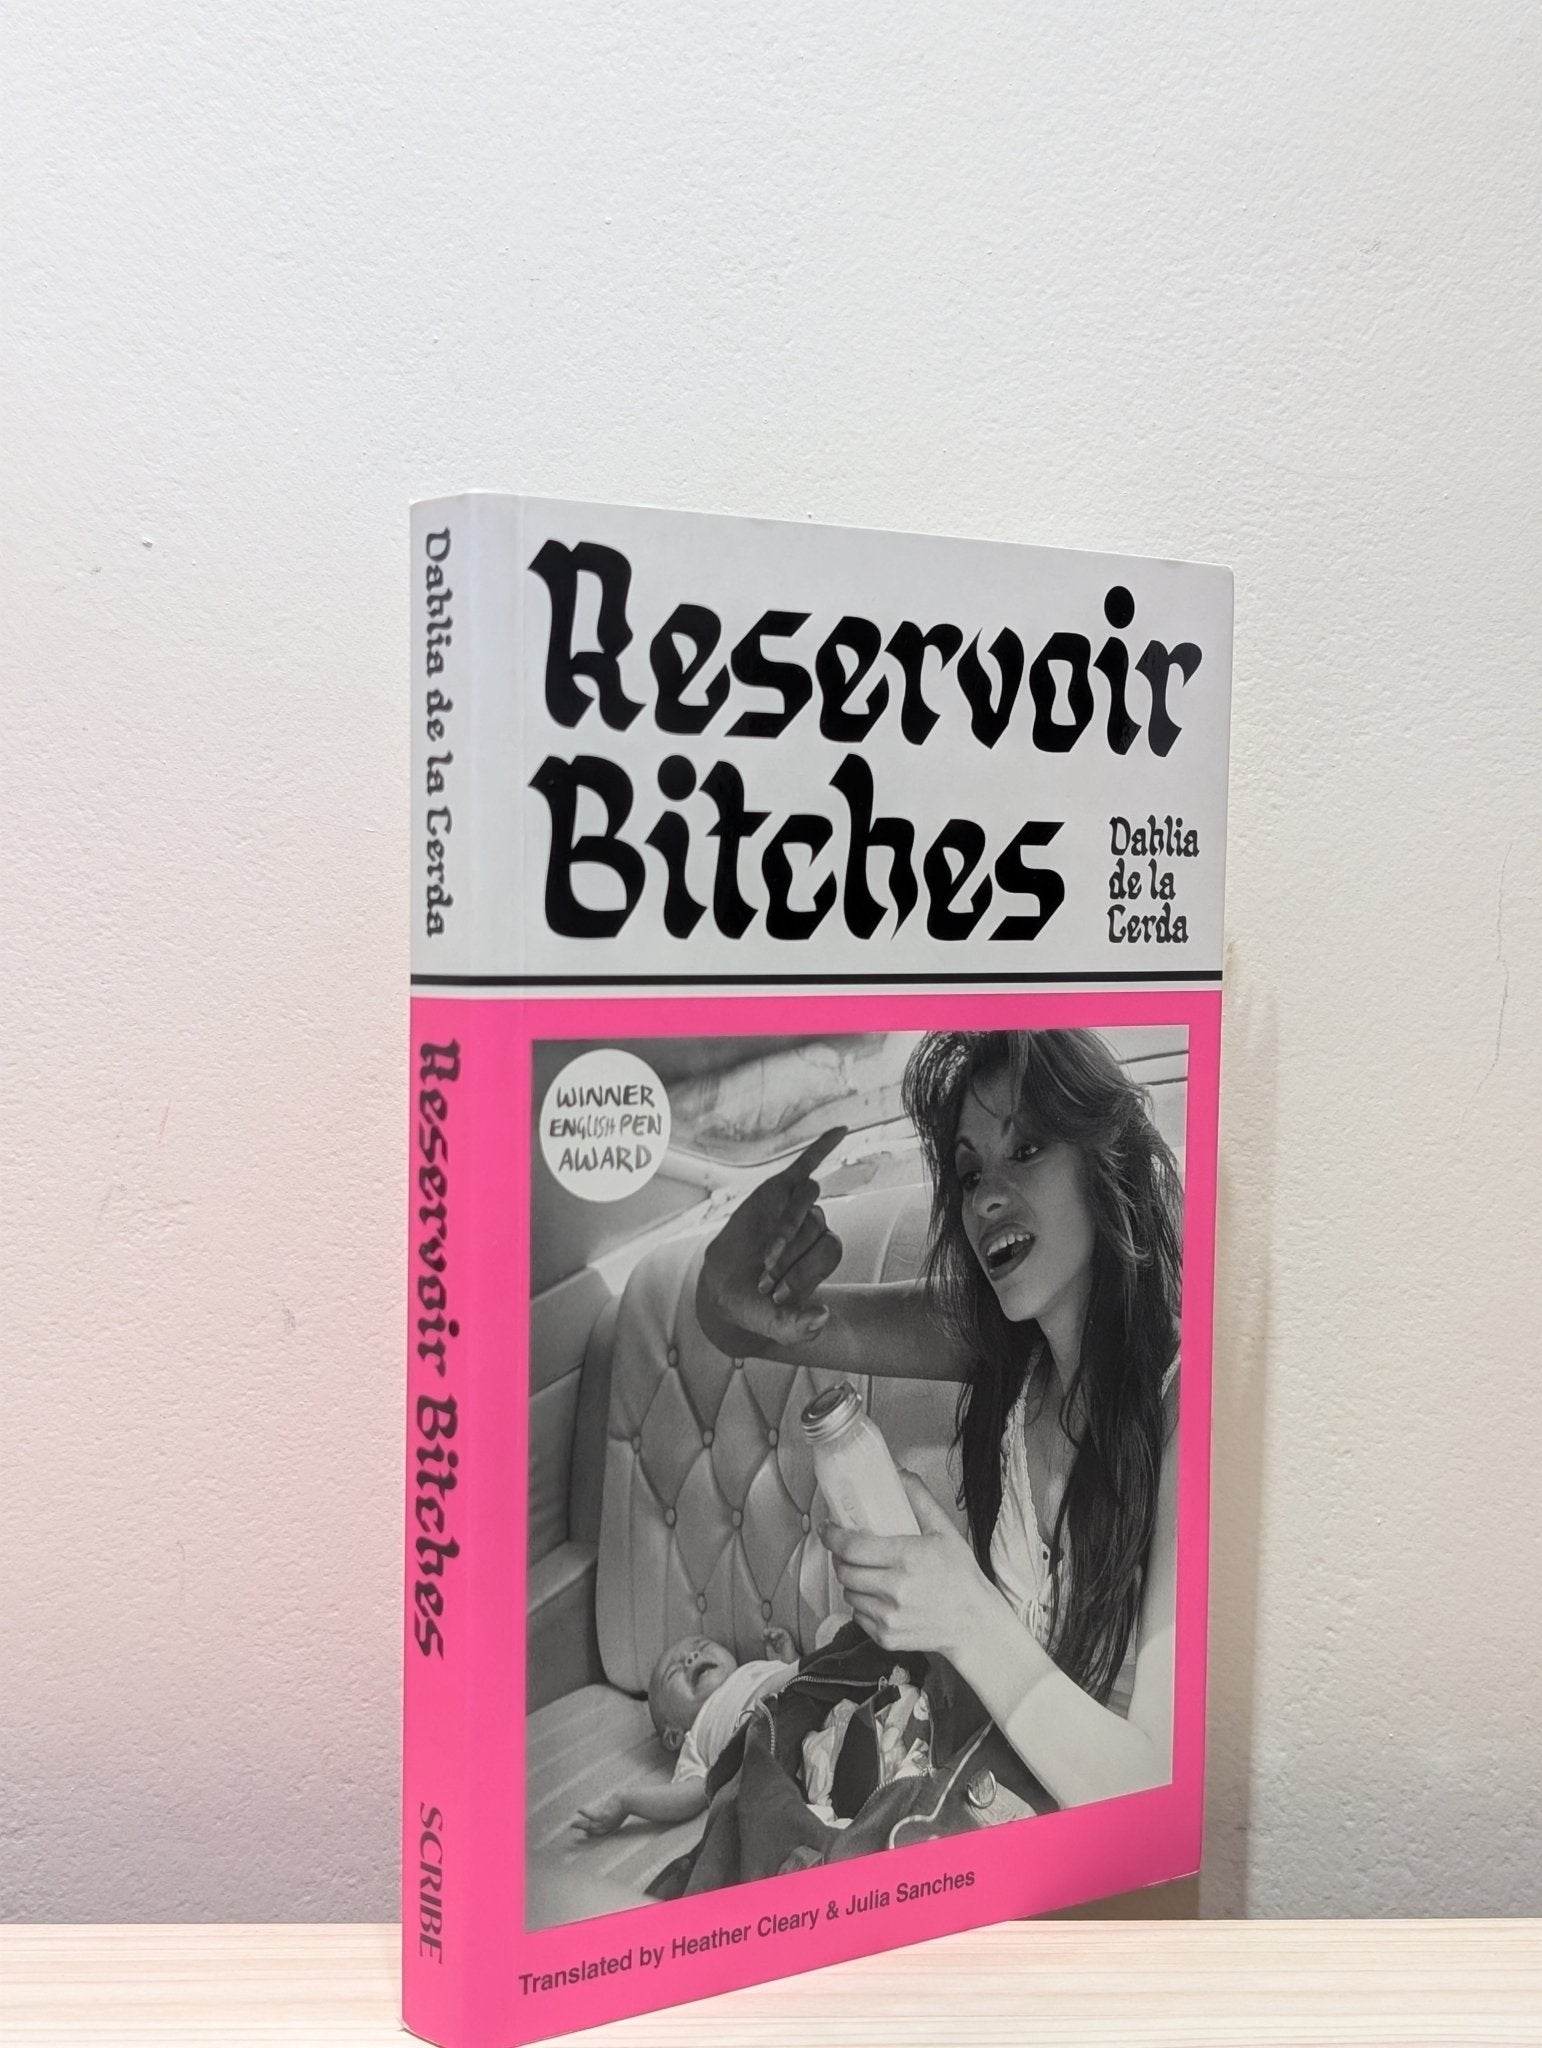 Dahlia de la Cerda
Reservoir Bitches
SCRIBE
Reservoir
Bitches
Dahlia
de la
Cerda
WINNER
ENGLISH PEN
AWARD
Translated by Heather Cleary & Julia Sanches